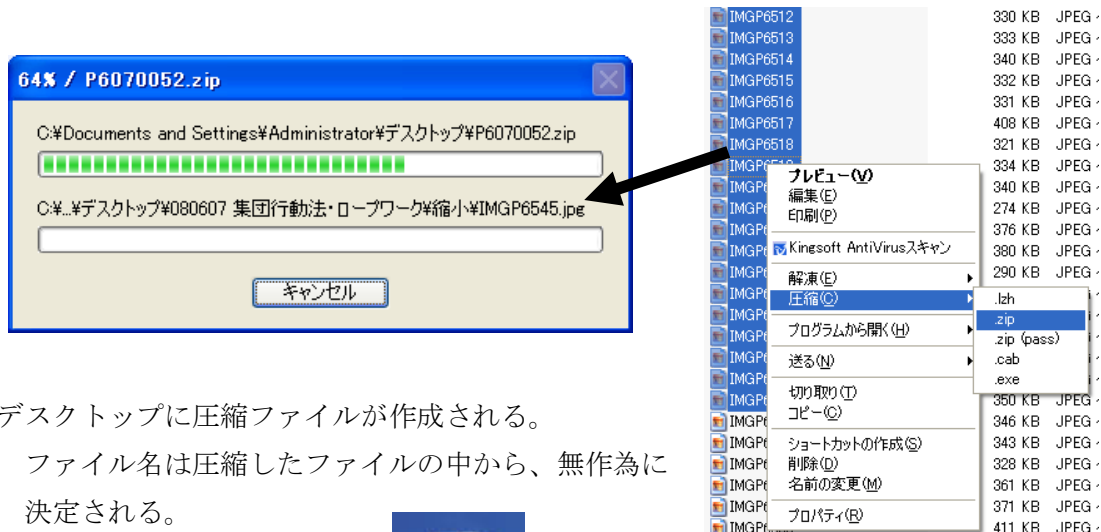 64% / P6070052.zip
C:¥Documents and Settings¥Administrator¥デスクトップ¥P6070052.zip
C:¥...¥デスクトップ¥080607 集団行動法・ロープワーク¥縮小¥IMGP6545.jpg
キャンセル
デスクトップに圧縮ファイルが作成される。
ファイル名は圧縮したファイルの中から、無作為に
決定される。
IMGP6512 330 KB JPEG
IMGP6513 333 KB JPEG
IMGP6514 340 KB JPEG
IMGP6515 332 KB JPEG
IMGP6516 331 KB JPEG
IMGP6517 408 KB JPEG
IMGP6518 321 KB JPEG
334 KB JPEG
340 KB JPEG
274 KB JPEG
376 KB JPEG
380 KB JPEG
290 KB JPEG
350 KB JPEG
346 KB JPEG
343 KB JPEG
328 KB JPEG
361 KB JPEG
371 KB JPEG
411 KB JPEG
プレビュー(V)
編集(E)
印刷(P)
Kingsoft AntiVirusスキャン
解凍(E)
圧縮(C)
プログラムから開く(H)
送る(N)
切り取り(T)
コピー(C)
ショートカットの作成(S)
削除(D)
名前の変更(M)
プロパティ(R)
.lzh
.zip
.zip (pass)
.cab
.exe